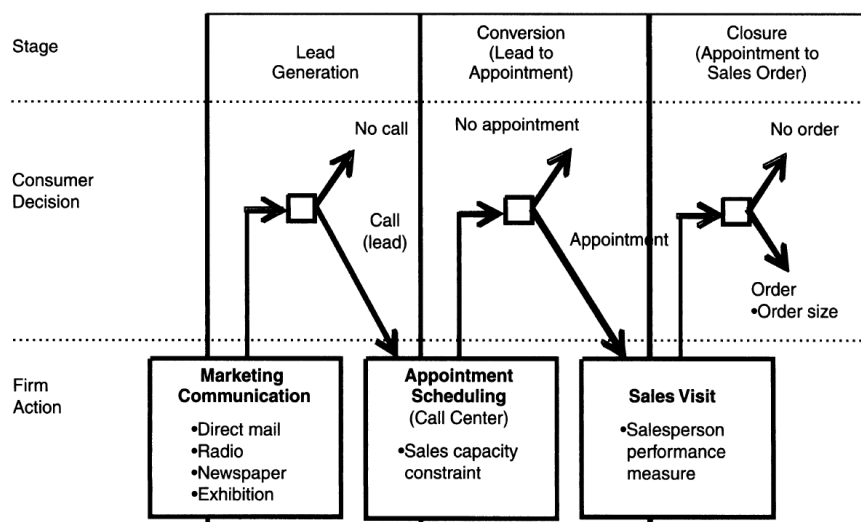 Stage
Lead
Generation
Conversion
(Lead to
Appointment)
Closure
(Appointment to
Sales Order)
Consumer
Decision
No call
Call
(lead)
No appointment
Appointment
No order
Order
•Order size
Firm
Action
Marketing
Communication
•Direct mail
•Radio
•Newspaper
•Exhibition
Appointment
Scheduling
(Call Center)
•Sales capacity
constraint
Sales Visit
•Salesperson
performance
measure